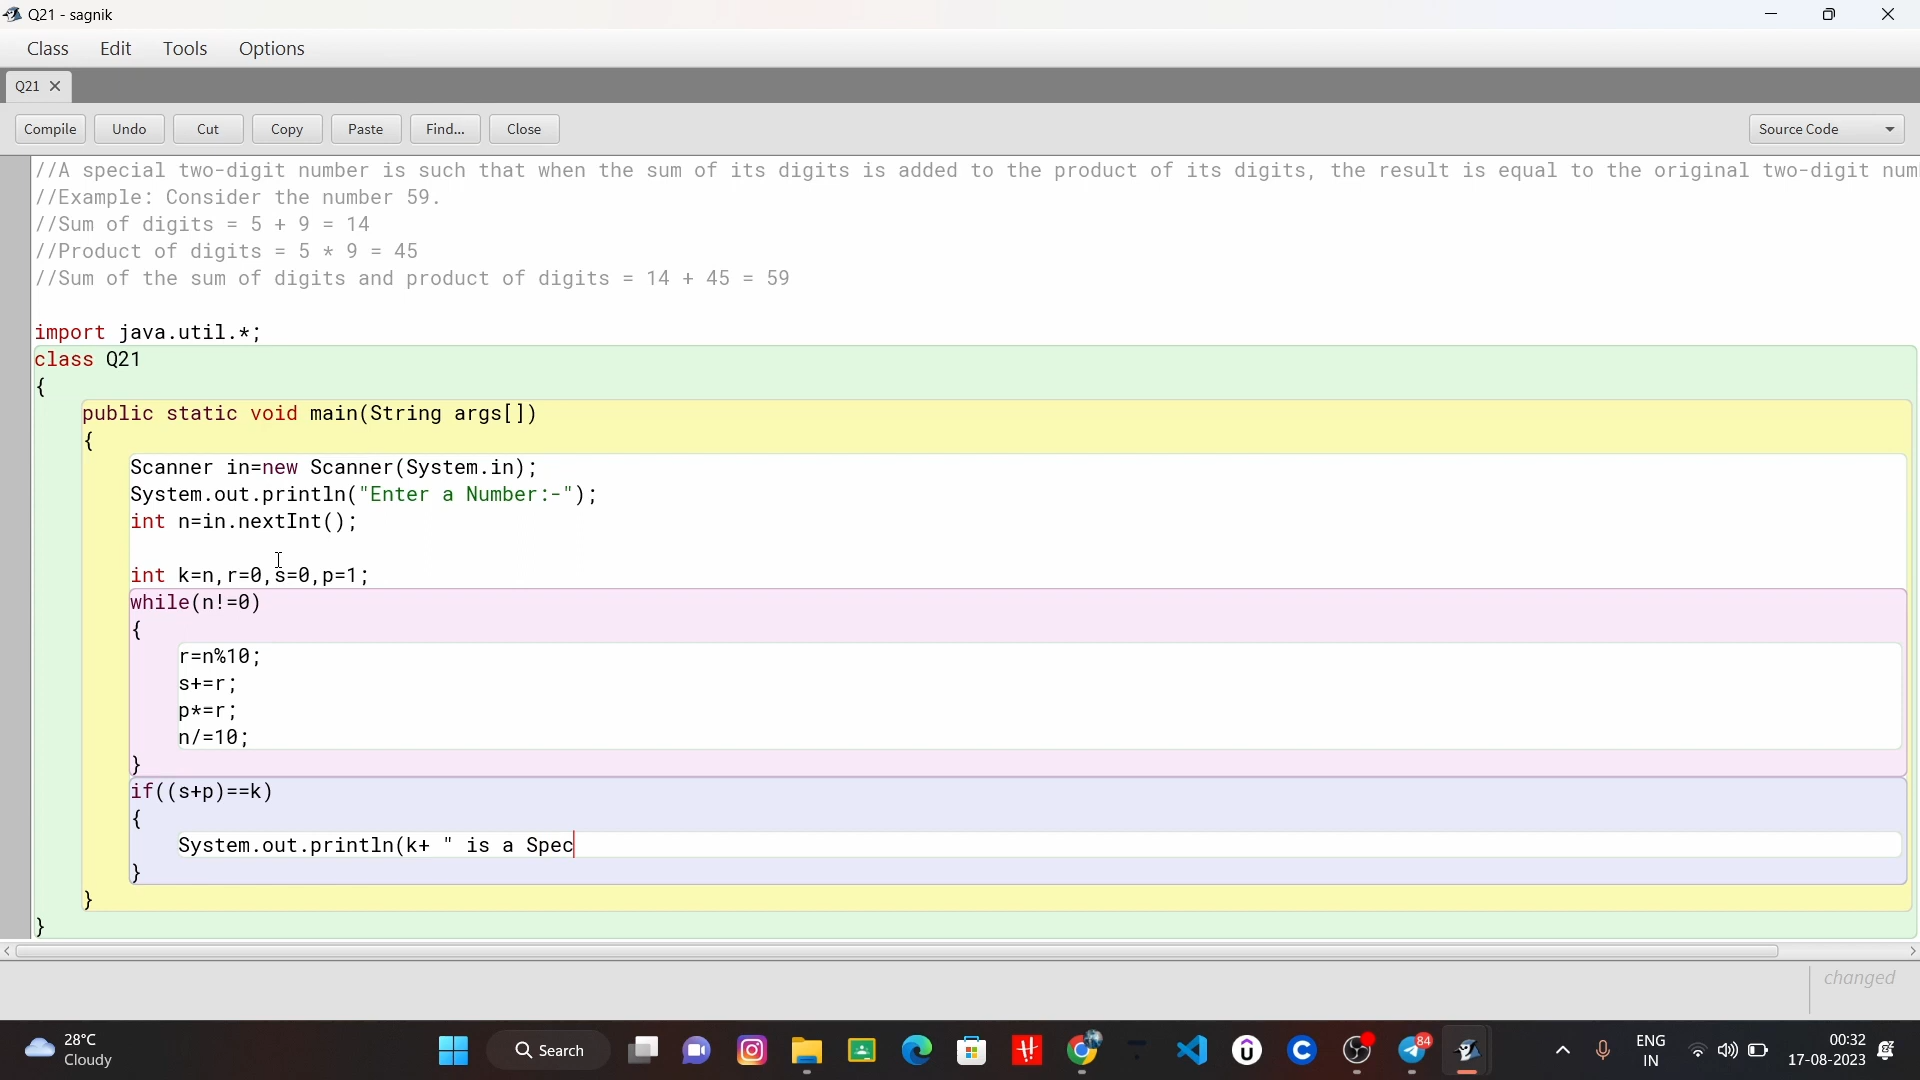 Q21 - sagnik
Class Edit Tools Options
Q21
Compile Undo Cut Copy Paste Find... Close Source Code
//A special two-digit number is such that when the sum of its digits is added to the product of its digits, the result is equal to the original two-digit num
//Example: Consider the number 59.
//Sum of digits = 5 + 9 = 14
//Product of digits = 5 * 9 = 45
//Sum of the sum of digits and product of digits = 14 + 45 = 59
import java.util.*;
class Q21
{
public static void main(String args[])
{
Scanner in=new Scanner(System.in);
System.out.println("Enter a Number:-");
int n=in.nextInt();
int k=n,r=0,s=0,p=1;
while(n!=0)
{
r=n%10;
s+=r;
p*=r;
n/=10;
}
if((s+p)==k)
{
System.out.println(k+ " is a Spec
}
}
}
changed
28°C
Cloudy
Search
84
ENG
IN
00:32
17-08-2023